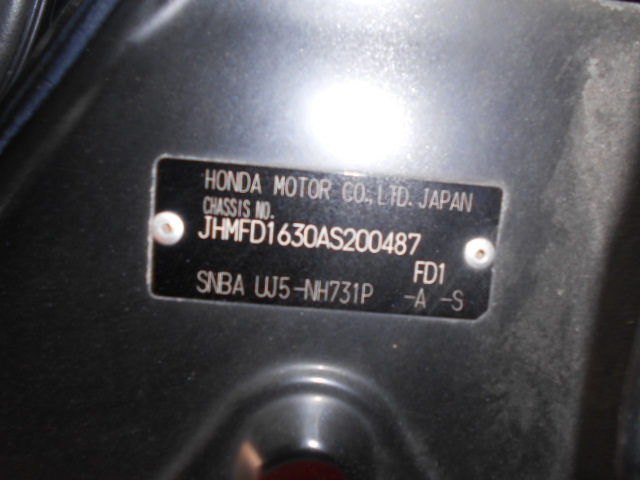 HONDA MOTOR CO., LTD. JAPAN
CHASSIS NO.
JHMFD1630AS200487
FD1
SNBA UJ5-NH731P -A -S